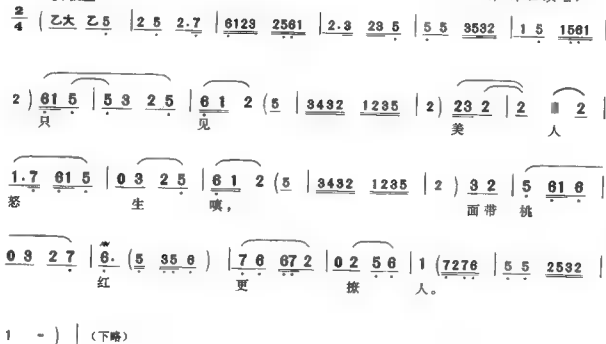 2/4 ( 乙大 乙5 | 2 5 2·7 | 6123 2561 | 2·3 23 5 | 5 5 3532 | 1 5 1561 |
2 ) 61 5 | 5 3 2 5 | 6 1 2 ( 5 | 3432 1235 | 2 ) 23 2 | 2 2 |
只 见 美 人
1·7 61 5 | 0 3 2 5 | 6 1 2 ( 5 | 3432 1235 | 2 ) 3 2 | 5 61 6 |
怒 生 嗔， 面带 桃
0 3 2 7 | 6· ( 5 35 6 ) | 7 6 67 2 | 0 2 5 6 | 1 ( 7276 | 5 5 2532 |
红 更 撩 人。
1 - ) | （下略）